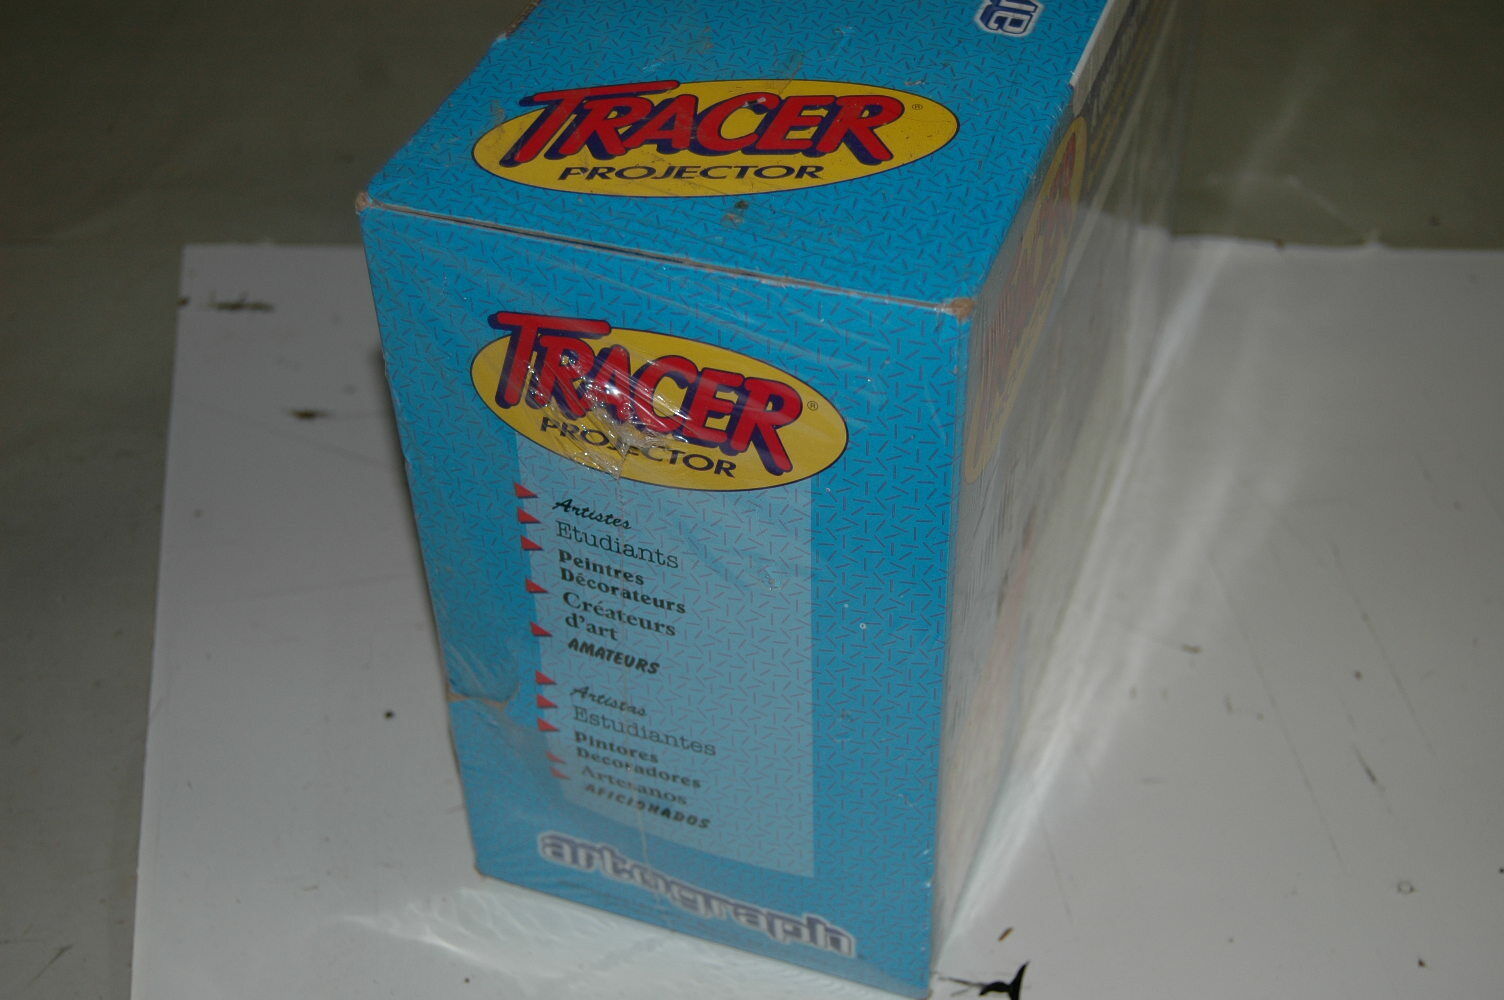 TRACER®
PROJECTOR
TRACER®
PROJECTOR
Artistes
Etudiants
Peintres
Décorateurs
Créateurs
d'art
AMATEURS
Artistas
Estudiantes
Pintores
Decoradores
Artesanos
AFICIONADOS
artograph